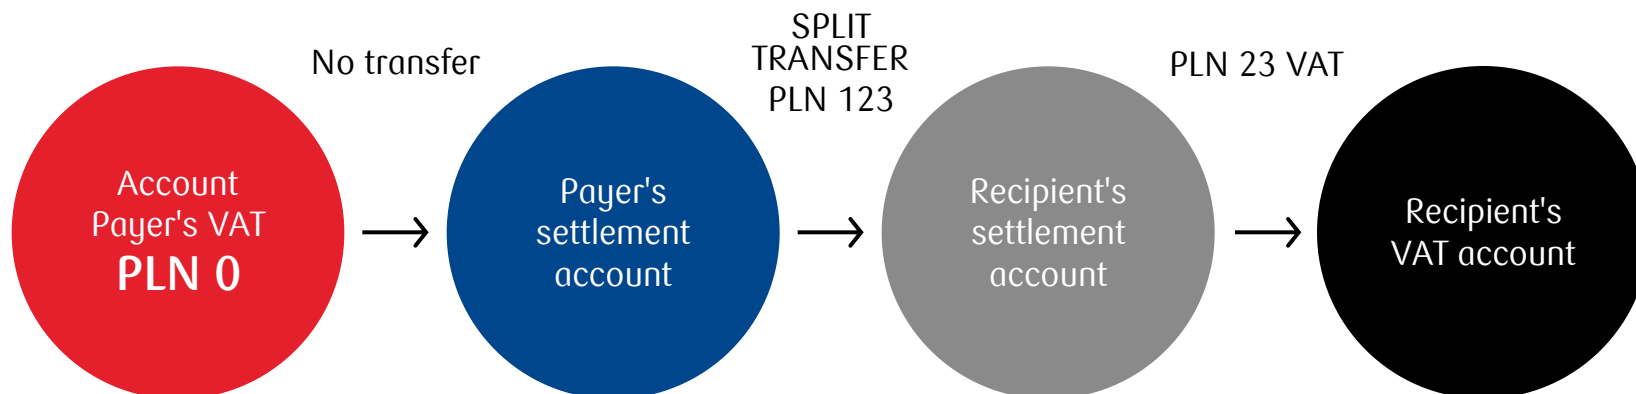 No transfer
SPLIT
TRANSFER
PLN 123
PLN 23 VAT
Account
Payer's VAT
PLN 0
Payer's
settlement
account
Recipient's
settlement
account
Recipient's
VAT account